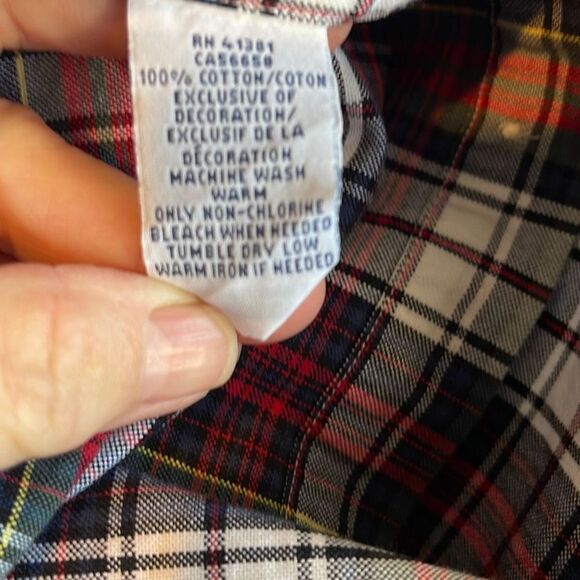 RN 41381
CA56650
100% COTTON/COTON
EXCLUSIVE OF
DECORATION/
EXCLUSIF DE LA
DÉCORATION
MACHINE WASH
WARM
ONLY NON-CHLORINE
BLEACH WHEN NEEDED
TUMBLE DRY LOW
WARM IRON IF NEEDED